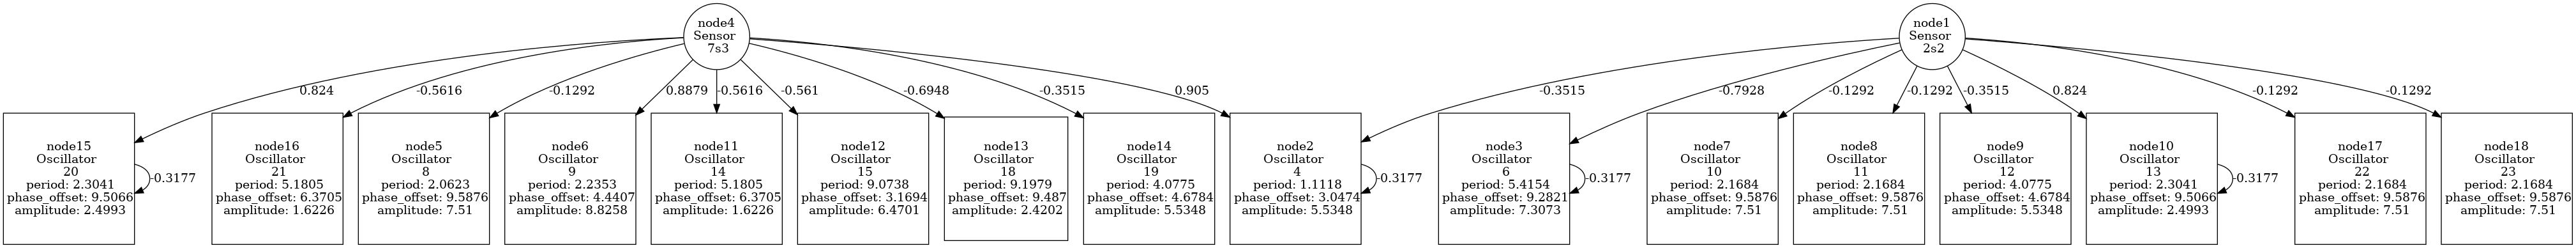 node4
Sensor
7s3
node1
Sensor
2s2
0.824
-0.5616
-0.1292
0.8879
-0.5616
-0.561
-0.6948
-0.3515
0.905
-0.3515
-0.7928
-0.1292
-0.1292
-0.3515
0.824
-0.1292
-0.1292
node15
Oscillator
20
period: 2.3041
phase_offset: 9.5066
amplitude: 2.4993
-0.3177
node16
Oscillator
21
period: 5.1805
phase_offset: 6.3705
amplitude: 1.6226
node5
Oscillator
8
period: 2.0623
phase_offset: 9.5876
amplitude: 7.51
node6
Oscillator
9
period: 2.2353
phase_offset: 4.4407
amplitude: 8.8258
node11
Oscillator
14
period: 5.1805
phase_offset: 6.3705
amplitude: 1.6226
node12
Oscillator
15
period: 9.0738
phase_offset: 3.1694
amplitude: 6.4701
node13
Oscillator
18
period: 9.1979
phase_offset: 9.487
amplitude: 2.4202
node14
Oscillator
19
period: 4.0775
phase_offset: 4.6784
amplitude: 5.5348
node2
Oscillator
4
period: 1.1118
phase_offset: 3.0474
amplitude: 5.5348
-0.3177
node3
Oscillator
6
period: 5.4154
phase_offset: 9.2821
amplitude: 7.3073
-0.3177
node7
Oscillator
10
period: 2.1684
phase_offset: 9.5876
amplitude: 7.51
node8
Oscillator
11
period: 2.1684
phase_offset: 9.5876
amplitude: 7.51
node9
Oscillator
12
period: 4.0775
phase_offset: 4.6784
amplitude: 5.5348
node10
Oscillator
13
period: 2.3041
phase_offset: 9.5066
amplitude: 2.4993
-0.3177
node17
Oscillator
22
period: 2.1684
phase_offset: 9.5876
amplitude: 7.51
node18
Oscillator
23
period: 2.1684
phase_offset: 9.5876
amplitude: 7.51